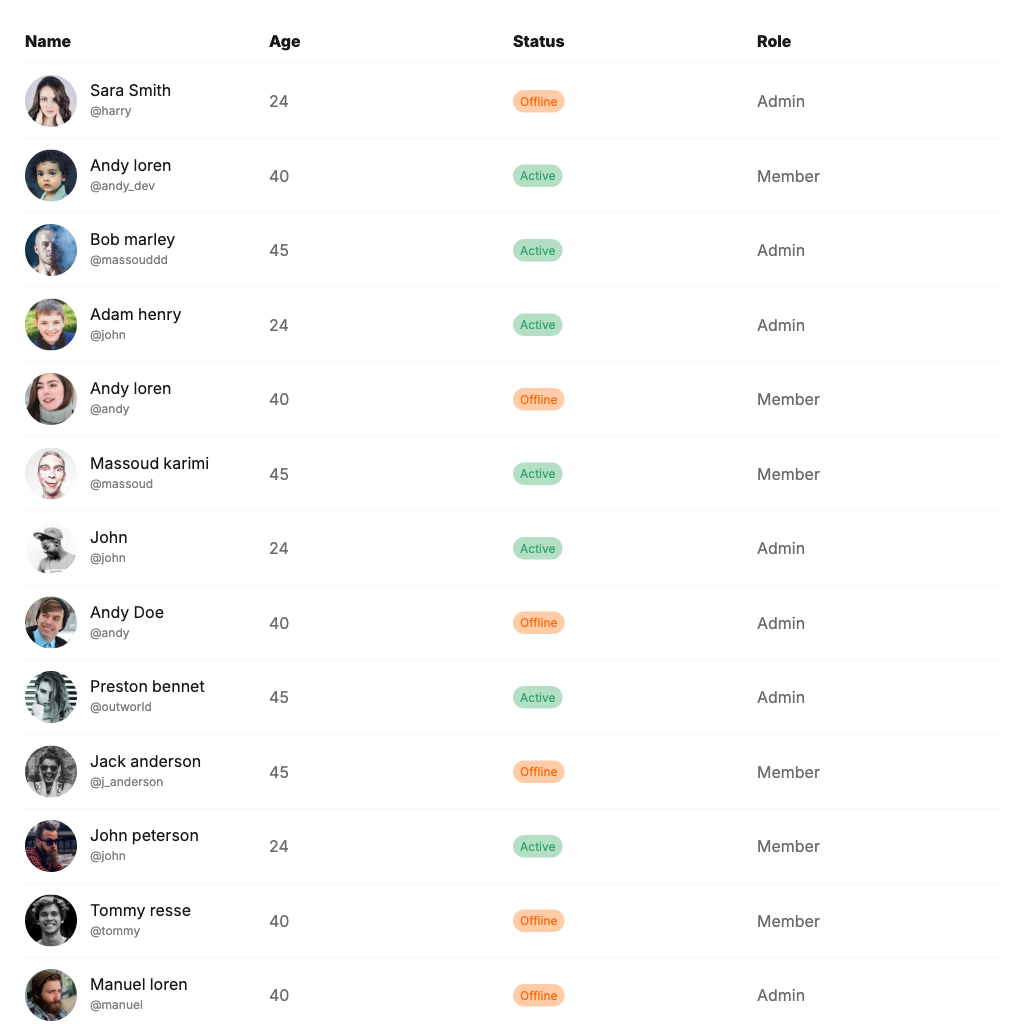 Name Age Status Role
Sara Smith
@harry
24 Offline Admin
Andy loren
@andy_dev
40 Active Member
Bob marley
@massouddd
45 Active Admin
Adam henry
@john
24 Active Admin
Andy loren
@andy
40 Offline Member
Massoud karimi
@massoud
45 Active Member
John
@john
24 Active Admin
Andy Doe
@andy
40 Offline Admin
Preston bennet
@outworld
45 Active Admin
Jack anderson
@j_anderson
45 Offline Member
John peterson
@john
24 Active Member
Tommy resse
@tommy
40 Offline Member
Manuel loren
@manuel
40 Offline Admin